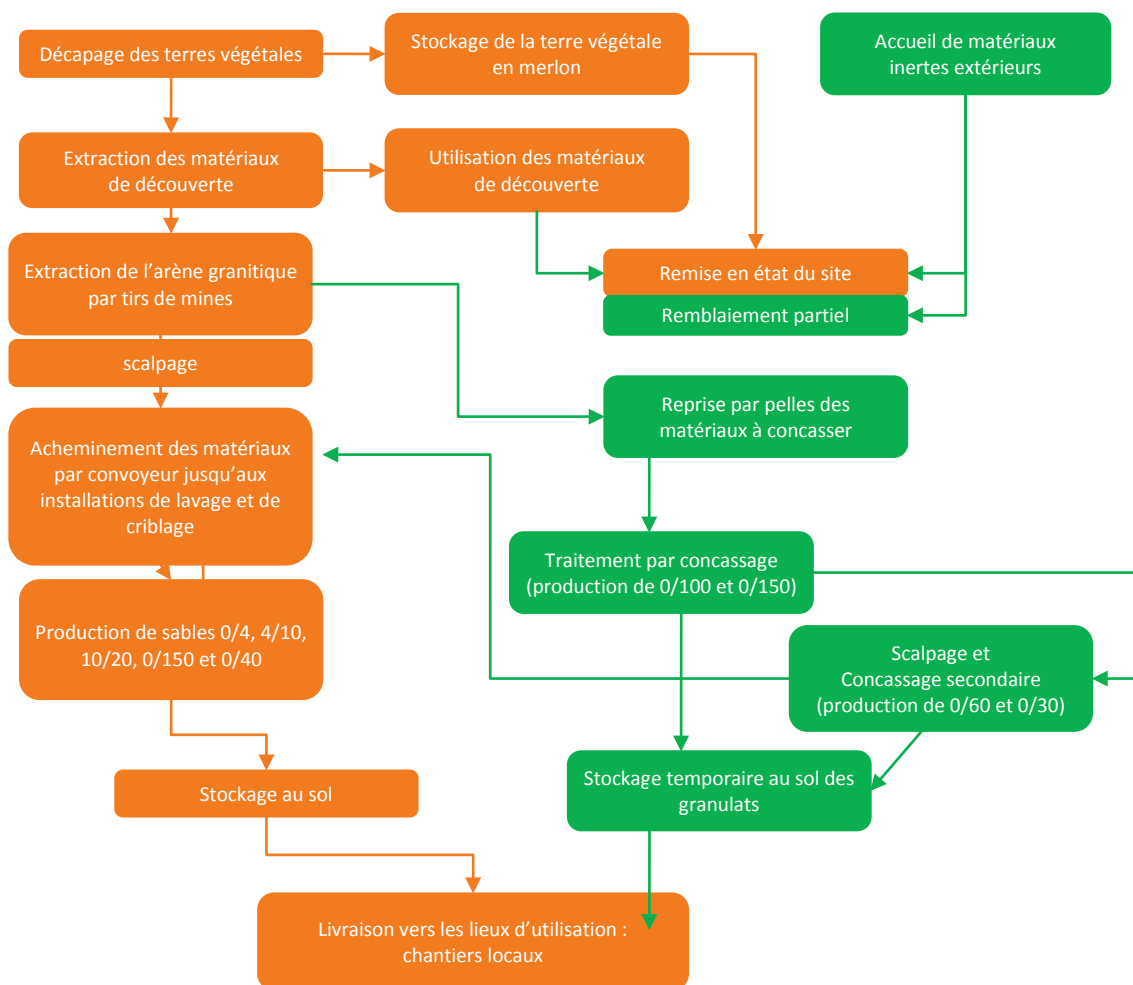 Décapage des terres végétales
Stockage de la terre végétale
en merlon
Accueil de matériaux
inertes extérieurs
Extraction des matériaux
de découverte
Utilisation des matériaux
de découverte
Extraction de l’arène granitique
par tirs de mines
Remise en état du site
Remblaiement partiel
scalpage
Reprise par pelles des
matériaux à concasser
Acheminement des matériaux
par convoyeur jusqu’aux
installations de lavage et de
criblage
Traitement par concassage
(production de 0/100 et 0/150)
Production de sables 0/4, 4/10,
10/20, 0/150 et 0/40
Scalpage et
Concassage secondaire
(production de 0/60 et 0/30)
Stockage au sol
Stockage temporaire au sol des
granulats
Livraison vers les lieux d’utilisation :
chantiers locaux